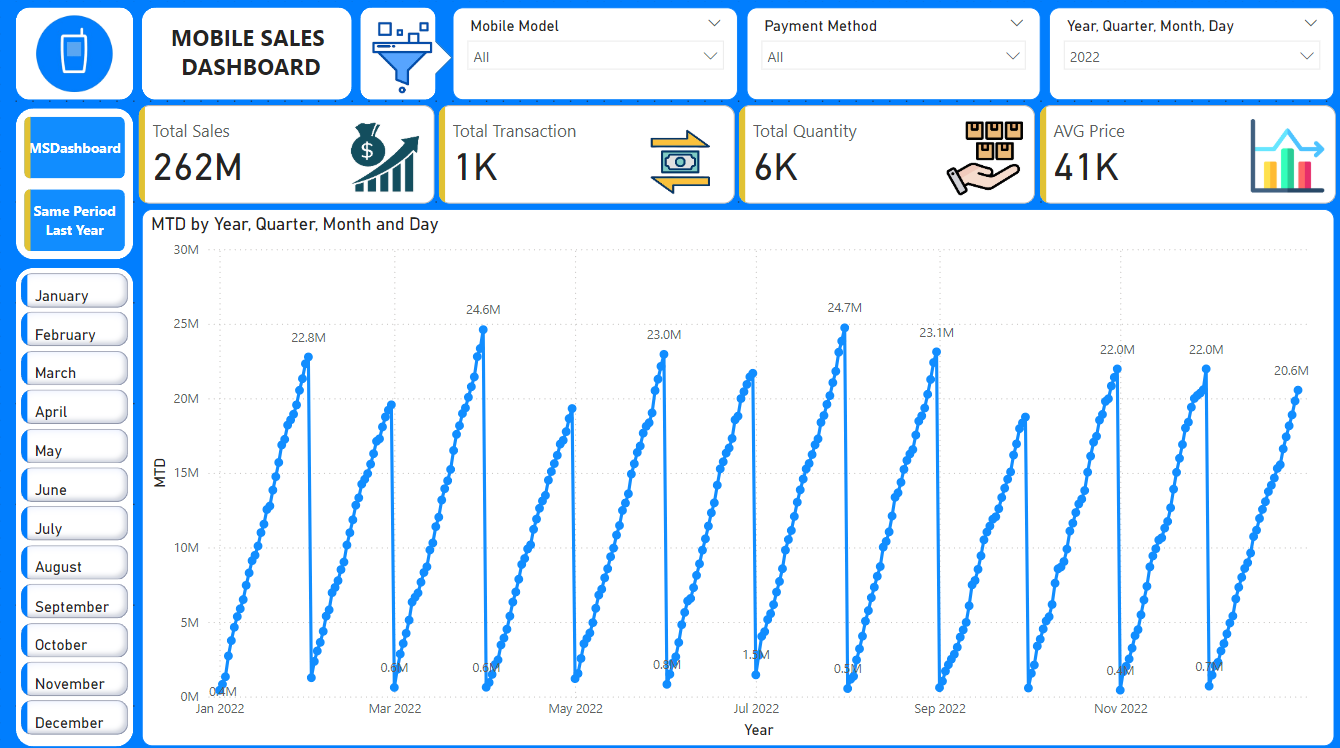 MOBILE SALES
DASHBOARD
Mobile Model
All
Payment Method
All
Year, Quarter, Month, Day
2022
MSDashboard
Same Period
Last Year
Total Sales
262M
$
Total Transaction
1K
Total Quantity
6K
AVG Price
41K
January
February
March
April
May
June
July
August
September
October
November
December
MTD by Year, Quarter, Month and Day
MTD
30M
25M
20M
15M
10M
5M
0M
22.8M
24.6M
23.0M
24.7M
23.1M
22.0M
22.0M
20.6M
0.4M
0.6M
0.6M
0.8M
0.5M
0.4M
0.7M
Jan 2022
Mar 2022
May 2022
Jul 2022
Sep 2022
Nov 2022
Year